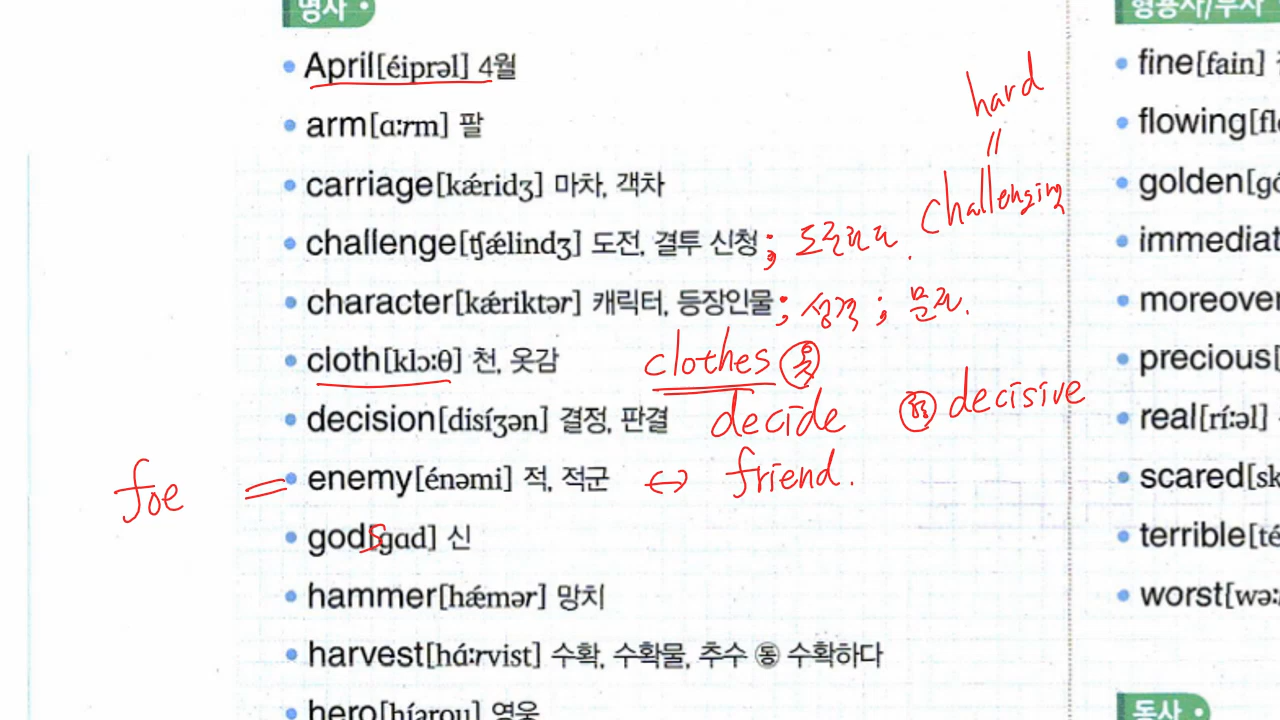 명사
April[éiprəl] 4월
arm[ɑːrm] 팔
carriage[kǽridʒ] 마차, 객차
challenge[tʃǽlindʒ] 도전, 결투 신청 ; 도전하다.
hard
=
challenging
character[kǽriktər] 캐릭터, 등장인물 ; 성격 ; 문자.
cloth[klɔːθ] 천, 옷감 clothes 옷
decision[disíʒən] 결정, 판결 decide 형 decisive
foe = enemy[énəmi] 적, 적군 ↔ friend.
gods[gɑd] 신
hammer[hǽmər] 망치
harvest[hɑ́ːrvist] 수확, 수확물, 추수 동 수확하다
hero[híərou] 영웅
형용사/부사
fine[fain]
flowing
golden
immediat
moreover
precious
real[ríːəl]
scared
terrible
worst
동사